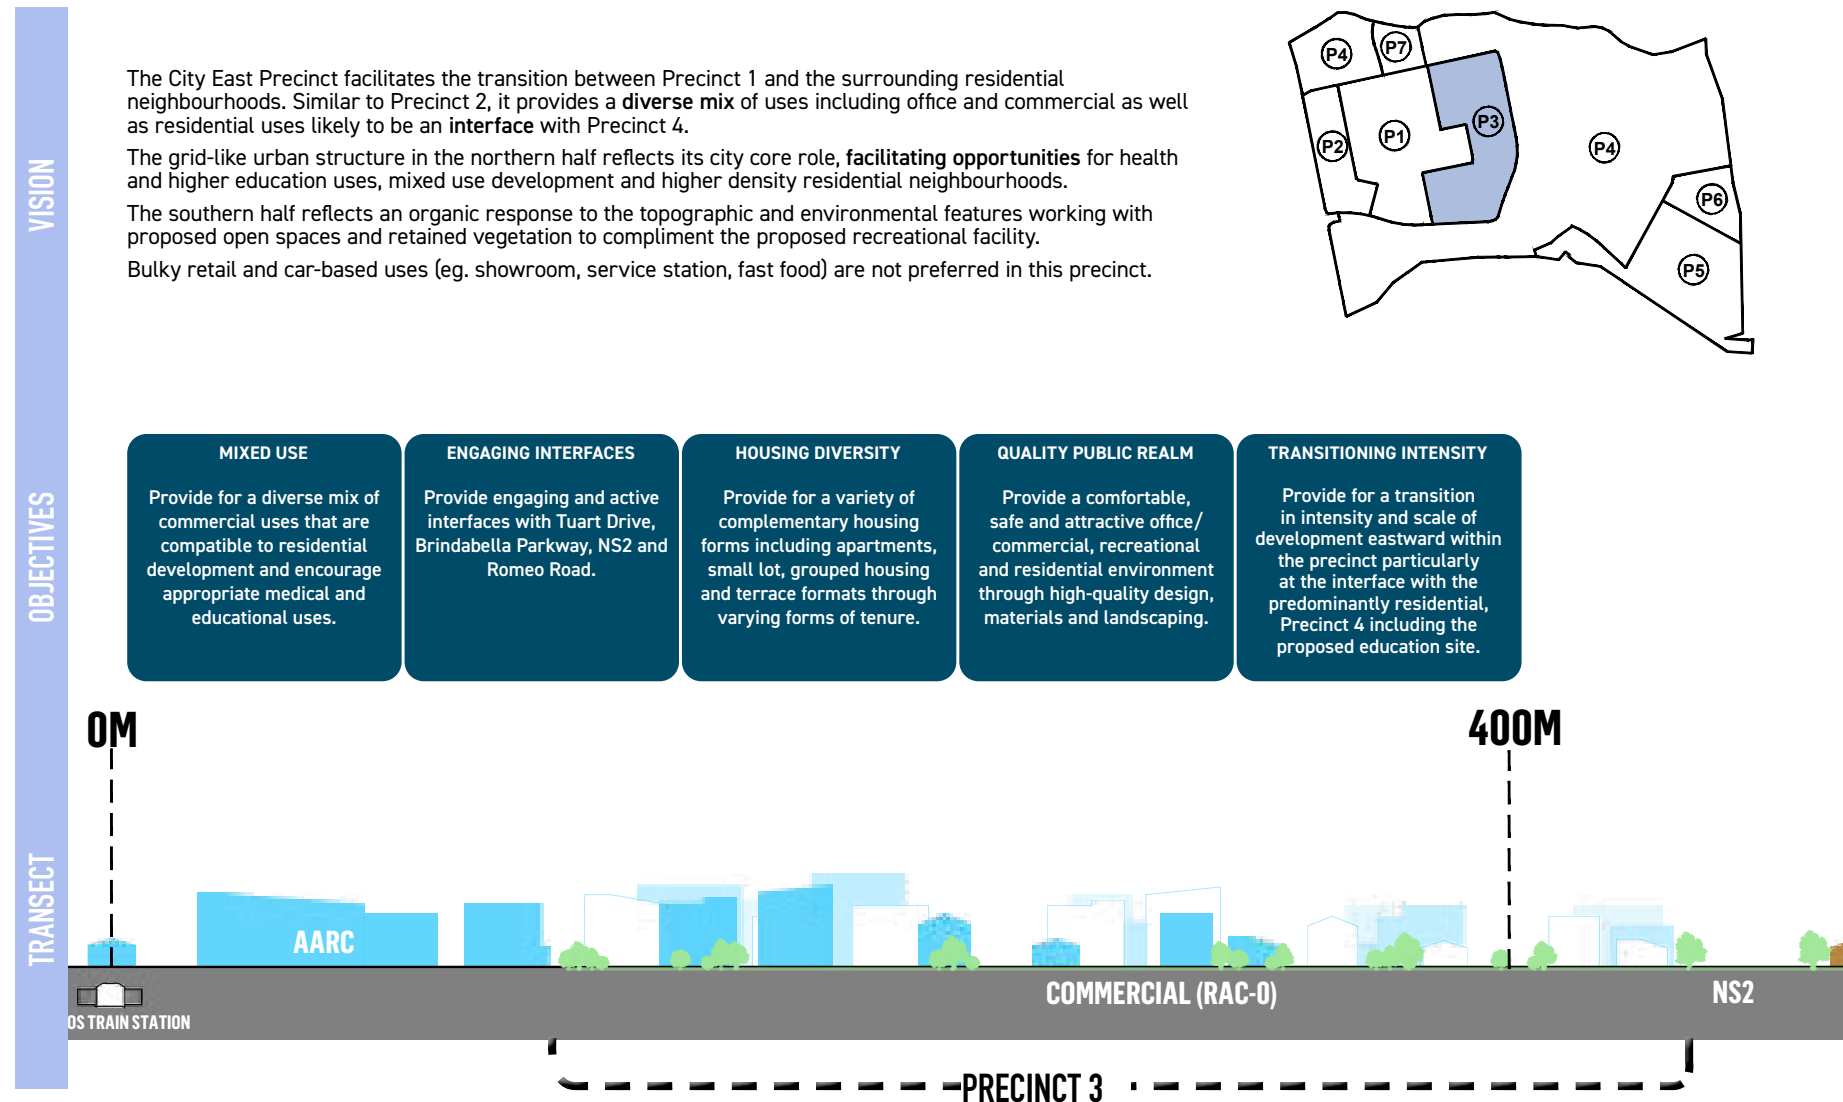 VISION
The City East Precinct facilitates the transition between Precinct 1 and the surrounding residential
neighbourhoods. Similar to Precinct 2, it provides a diverse mix of uses including office and commercial as well
as residential uses likely to be an interface with Precinct 4.
The grid-like urban structure in the northern half reflects its city core role, facilitating opportunities for health
and higher education uses, mixed use development and higher density residential neighbourhoods.
The southern half reflects an organic response to the topographic and environmental features working with
proposed open spaces and retained vegetation to compliment the proposed recreational facility.
Bulky retail and car-based uses (eg. showroom, service station, fast food) are not preferred in this precinct.
P4
P7
P3
P2
P1
P4
P6
P5
OBJECTIVES
MIXED USE
Provide for a diverse mix of
commercial uses that are
compatible to residential
development and encourage
appropriate medical and
educational uses.
ENGAGING INTERFACES
Provide engaging and active
interfaces with Tuart Drive,
Brindabella Parkway, NS2 and
Romeo Road.
HOUSING DIVERSITY
Provide for a variety of
complementary housing
forms including apartments,
small lot, grouped housing
and terrace formats through
varying forms of tenure.
QUALITY PUBLIC REALM
Provide a comfortable,
safe and attractive office/
commercial, recreational
and residential environment
through high-quality design,
materials and landscaping.
TRANSITIONING INTENSITY
Provide for a transition
in intensity and scale of
development eastward within
the precinct particularly
at the interface with the
predominantly residential,
Precinct 4 including the
proposed education site.
TRANSECT
0M
400M
AARC
COMMERCIAL (RAC-0)
NS2
OS TRAIN STATION
PRECINCT 3